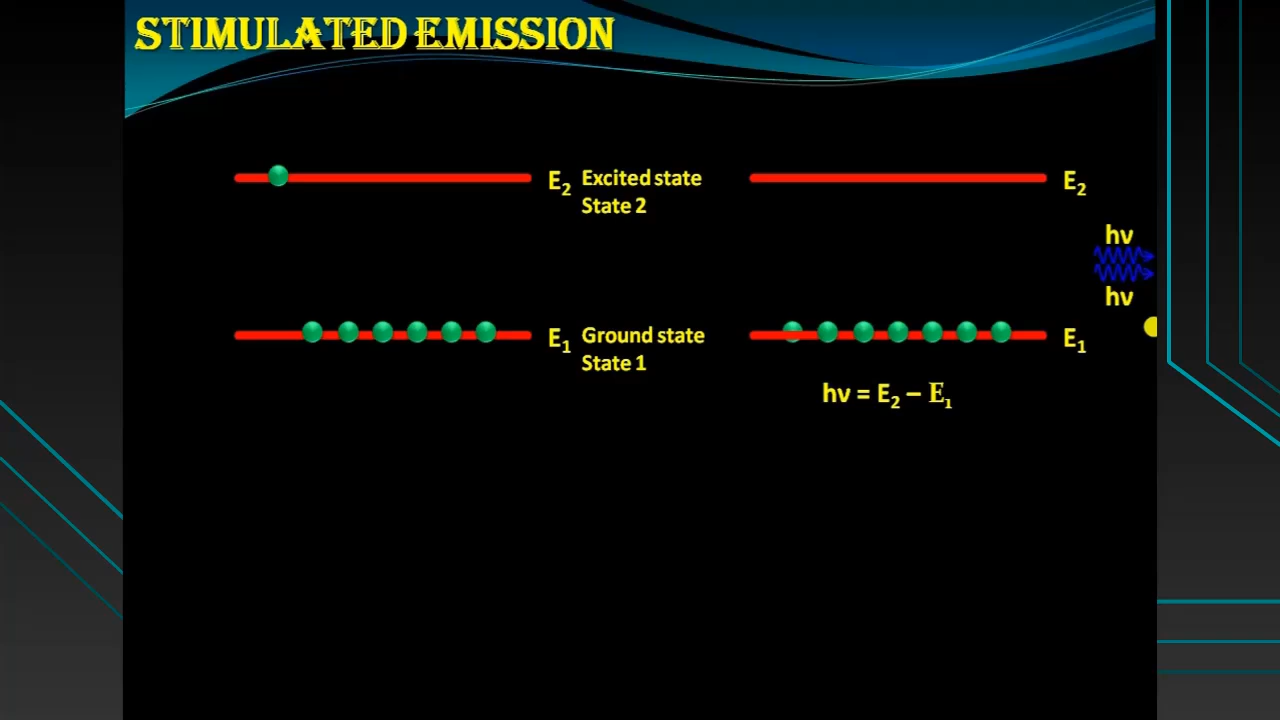 STIMULATED EMISSION
E₂ Excited state
State 2
E₂
hν
hν
E₁ Ground state
State 1
E₁
hν = E₂ – E₁